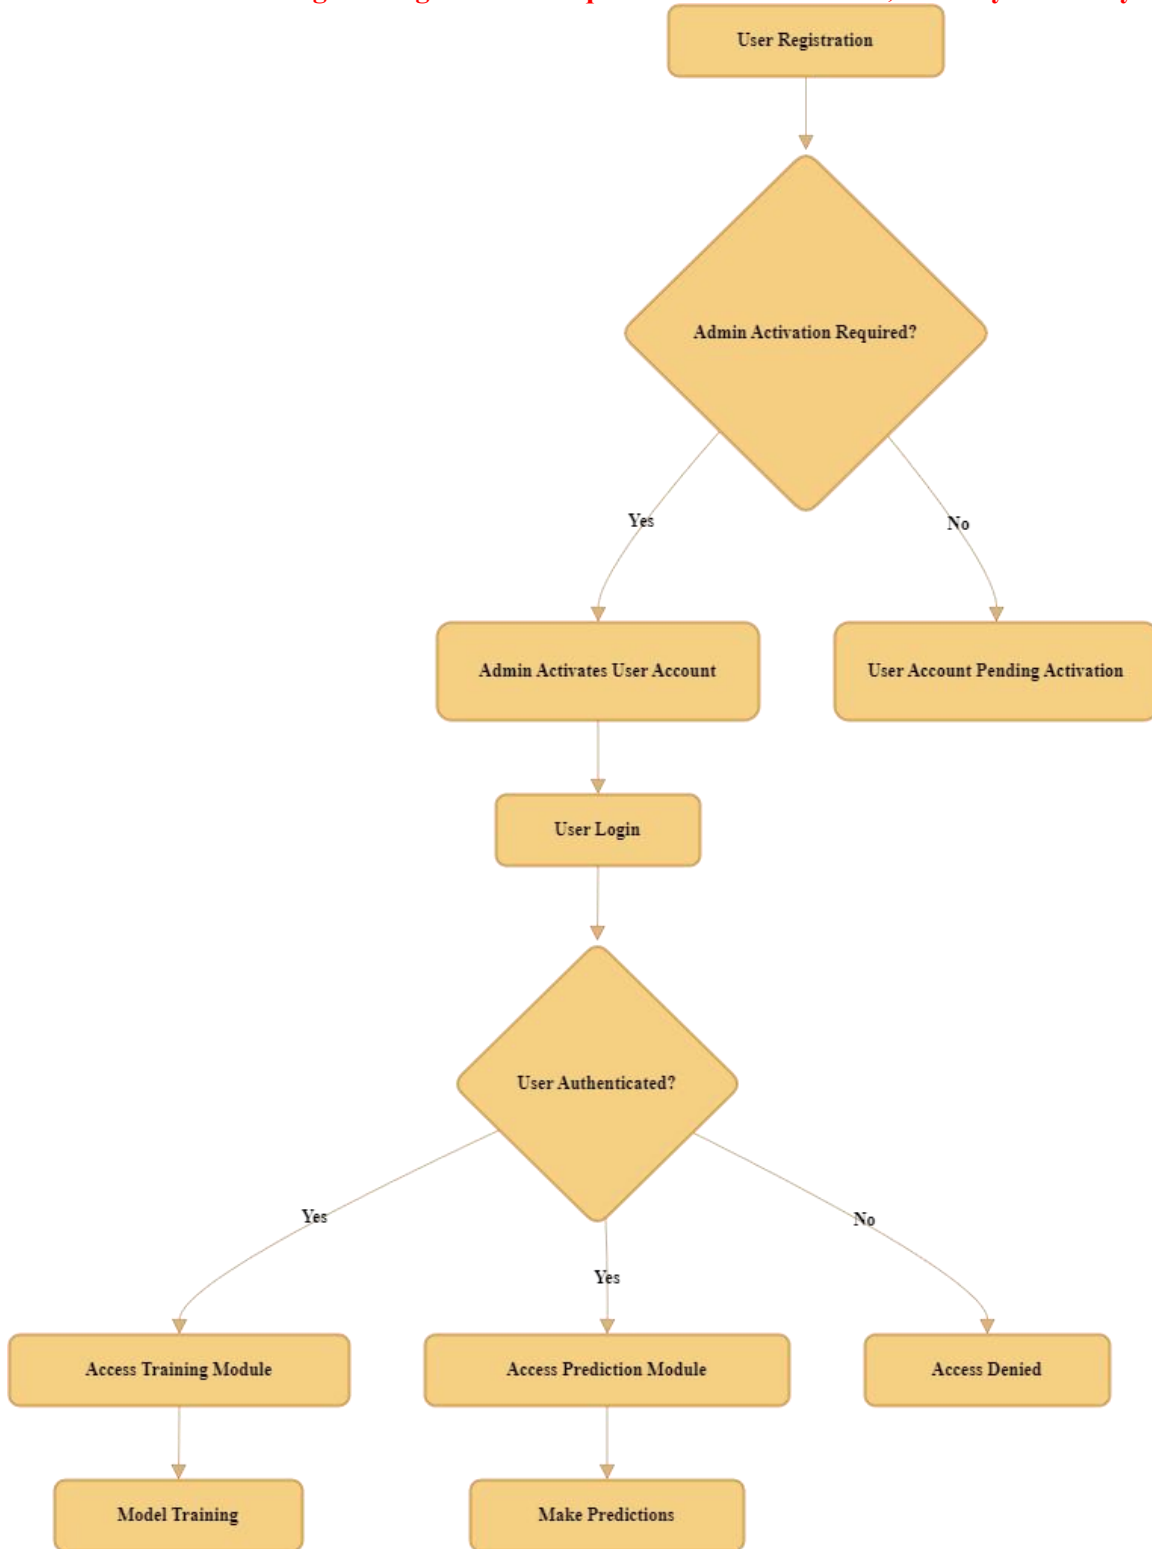 User Registration
Admin Activation Required?
Yes
No
Admin Activates User Account
User Account Pending Activation
User Login
User Authenticated?
Yes
No
Yes
Access Training Module
Access Prediction Module
Access Denied
Model Training
Make Predictions